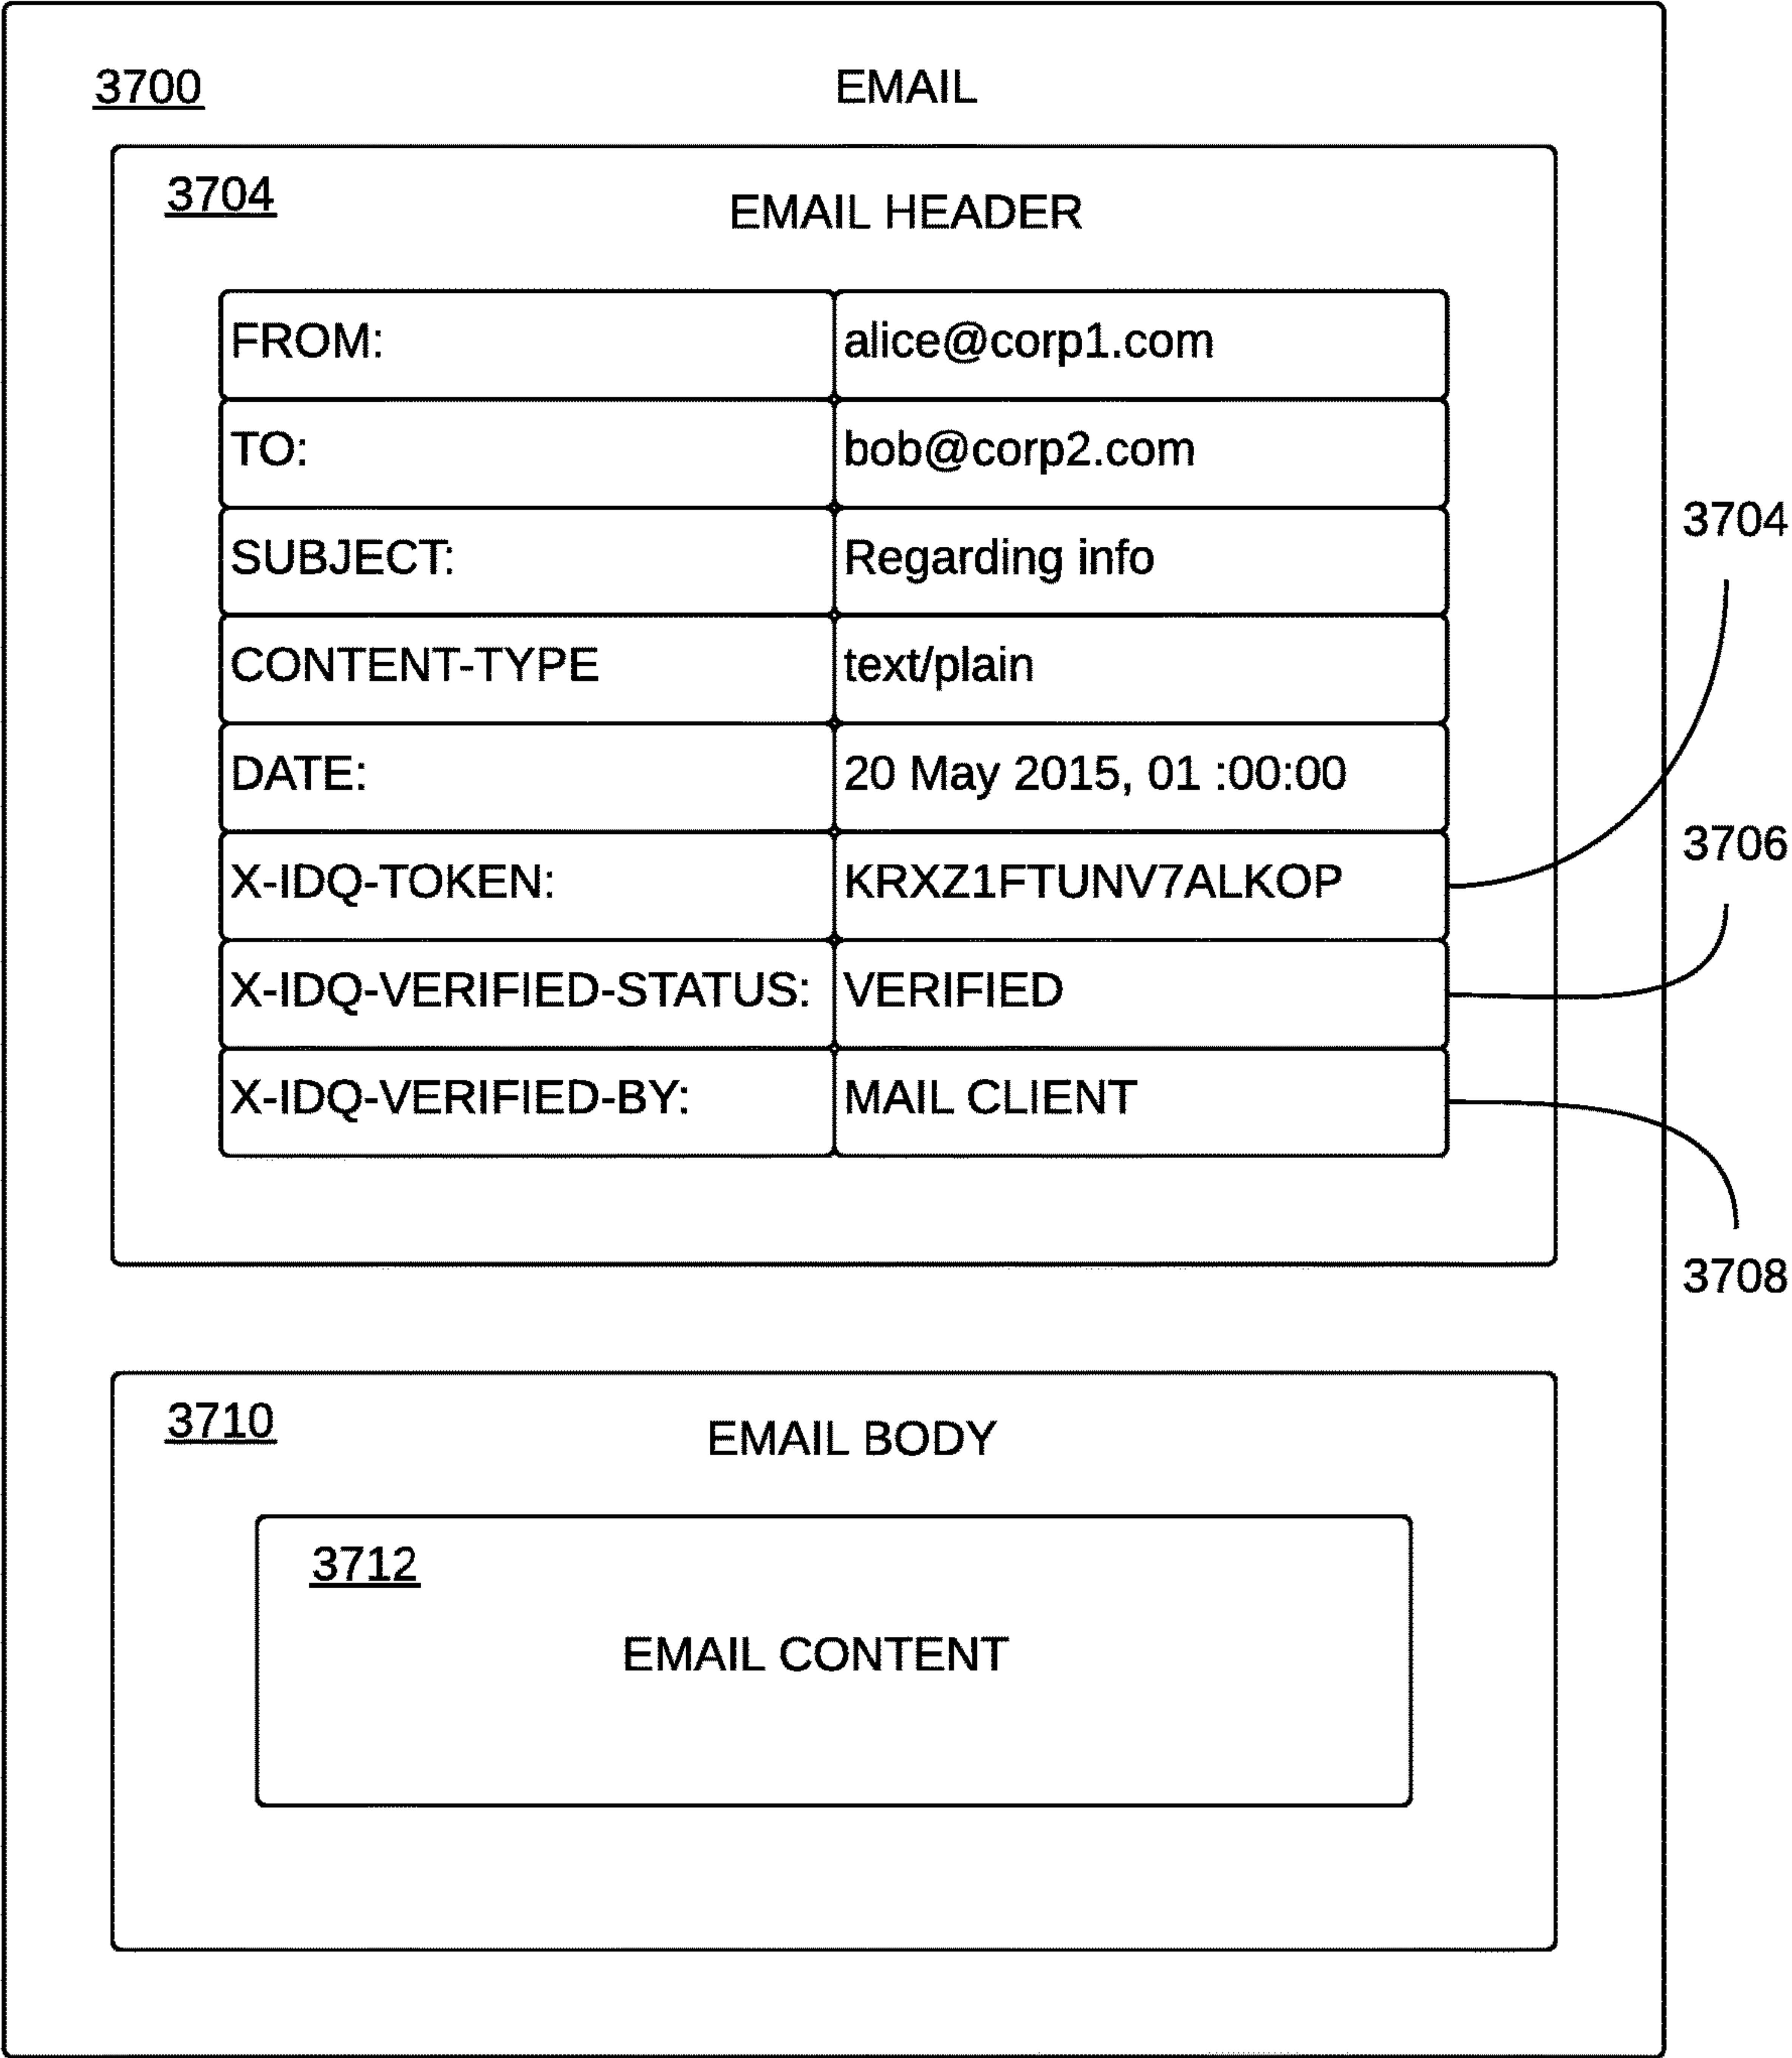 3700 EMAIL
3704
EMAIL HEADER
FROM: alice@corp1.com
TO: bob@corp2.com
SUBJECT: Regarding info
3704
CONTENT-TYPE text/plain
DATE: 20 May 2015, 01 :00:00
3706
X-IDQ-TOKEN: KRXZ1FTUNV7ALKOP
X-IDQ-VERIFIED-STATUS: VERIFIED
X-IDQ-VERIFIED-BY: MAIL CLIENT
3708
3710
EMAIL BODY
3712
EMAIL CONTENT